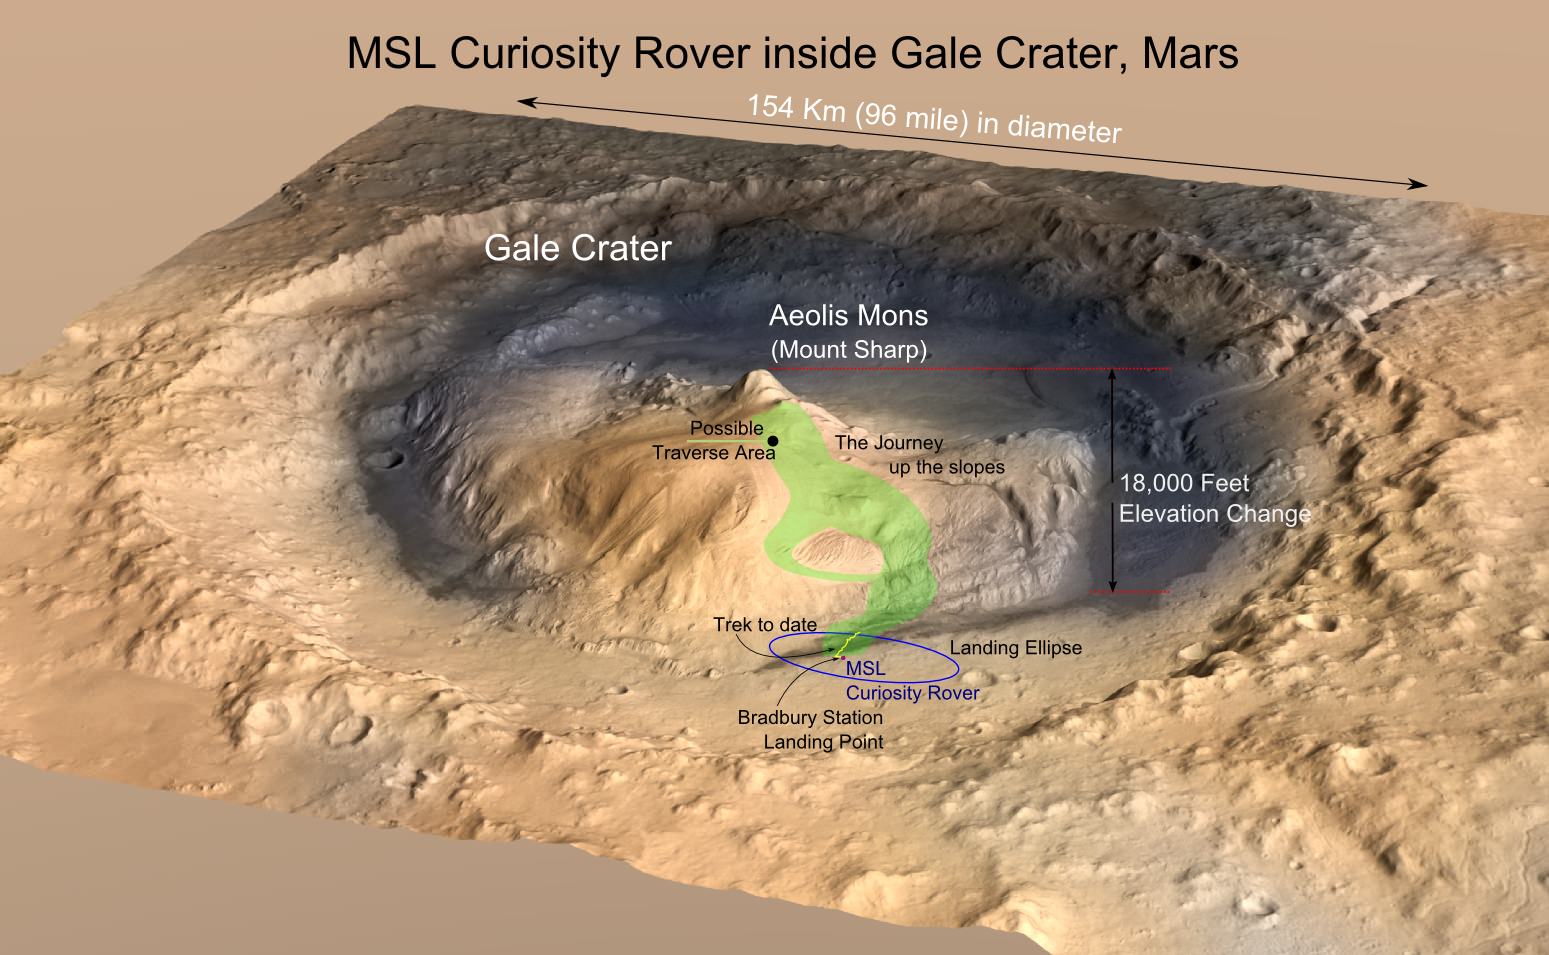 MSL Curiosity Rover inside Gale Crater, Mars
154 Km (96 mile) in diameter
Gale Crater
Aeolis Mons
(Mount Sharp)
Possible
Traverse Area
The Journey
up the slopes
18,000 Feet
Elevation Change
Trek to date
Landing Ellipse
MSL
Curiosity Rover
Bradbury Station
Landing Point